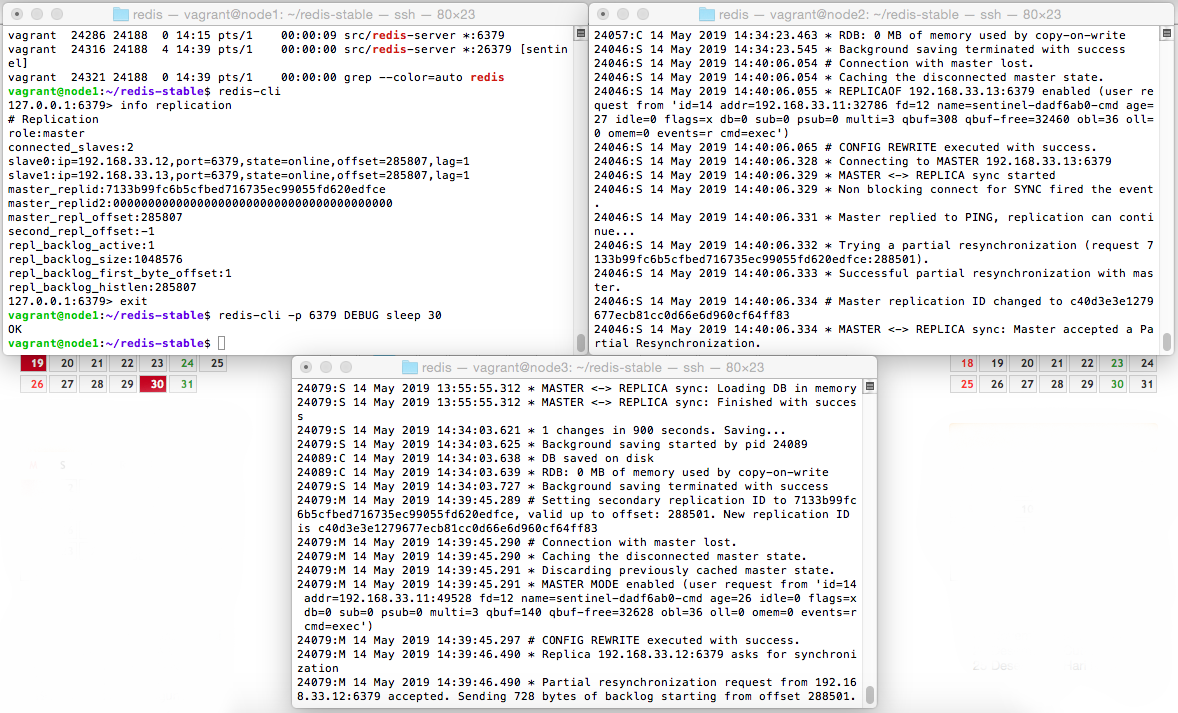 redis — vagrant@node1: ~/redis-stable — ssh — 80×23
vagrant  24286 24188  0 14:15 pts/1    00:00:09 src/redis-server *:6379
vagrant  24316 24188  4 14:39 pts/1    00:00:00 src/redis-server *:26379 [sentin
el]
vagrant  24321 24188  0 14:39 pts/1    00:00:00 grep --color=auto redis
vagrant@node1:~/redis-stable$ redis-cli
127.0.0.1:6379> info replication
# Replication
role:master
connected_slaves:2
slave0:ip=192.168.33.12,port=6379,state=online,offset=285807,lag=1
slave1:ip=192.168.33.13,port=6379,state=online,offset=285807,lag=1
master_replid:7133b99fc6b5cfbed716735ec99055fd620edfce
master_replid2:0000000000000000000000000000000000000000
master_repl_offset:285807
second_repl_offset:-1
repl_backlog_active:1
repl_backlog_size:1048576
repl_backlog_first_byte_offset:1
repl_backlog_histlen:285807
127.0.0.1:6379> exit
vagrant@node1:~/redis-stable$ redis-cli -p 6379 DEBUG sleep 30
OK
vagrant@node1:~/redis-stable$
redis — vagrant@node2: ~/redis-stable — ssh — 80×23
24057:C 14 May 2019 14:34:23.463 * RDB: 0 MB of memory used by copy-on-write
24046:S 14 May 2019 14:34:23.545 * Background saving terminated with success
24046:S 14 May 2019 14:40:06.054 # Connection with master lost.
24046:S 14 May 2019 14:40:06.054 * Caching the disconnected master state.
24046:S 14 May 2019 14:40:06.055 * REPLICAOF 192.168.33.13:6379 enabled (user re
quest from 'id=14 addr=192.168.33.11:32786 fd=12 name=sentinel-dadf6ab0-cmd age=
27 idle=0 flags=x db=0 sub=0 psub=0 multi=3 qbuf=308 qbuf-free=32460 obl=36 oll=
0 omem=0 events=r cmd=exec')
24046:S 14 May 2019 14:40:06.065 # CONFIG REWRITE executed with success.
24046:S 14 May 2019 14:40:06.328 * Connecting to MASTER 192.168.33.13:6379
24046:S 14 May 2019 14:40:06.329 * MASTER <-> REPLICA sync started
24046:S 14 May 2019 14:40:06.329 * Non blocking connect for SYNC fired the event
.
24046:S 14 May 2019 14:40:06.331 * Master replied to PING, replication can conti
nue...
24046:S 14 May 2019 14:40:06.332 * Trying a partial resynchronization (request 7
133b99fc6b5cfbed716735ec99055fd620edfce:288501).
24046:S 14 May 2019 14:40:06.333 * Successful partial resynchronization with mas
ter.
24046:S 14 May 2019 14:40:06.334 # Master replication ID changed to c40d3e3e1279
677ecb81cc0d66e6d960cf64ff83
24046:S 14 May 2019 14:40:06.334 * MASTER <-> REPLICA sync: Master accepted a Pa
rtial Resynchronization.
19 20 21 22 23 24 25
26 27 28 29 30 31
18 19 20 21 22 23 24
25 26 27 28 29 30 31
redis — vagrant@node3: ~/redis-stable — ssh — 80×23
24079:S 14 May 2019 13:55:55.312 * MASTER <-> REPLICA sync: Loading DB in memory
24079:S 14 May 2019 13:55:55.312 * MASTER <-> REPLICA sync: Finished with succes
s
24079:S 14 May 2019 14:34:03.621 * 1 changes in 900 seconds. Saving...
24079:S 14 May 2019 14:34:03.625 * Background saving started by pid 24089
24089:C 14 May 2019 14:34:03.638 * DB saved on disk
24089:C 14 May 2019 14:34:03.639 * RDB: 0 MB of memory used by copy-on-write
24079:S 14 May 2019 14:34:03.727 * Background saving terminated with success
24079:M 14 May 2019 14:39:45.289 # Setting secondary replication ID to 7133b99fc
6b5cfbed716735ec99055fd620edfce, valid up to offset: 288501. New replication ID
is c40d3e3e1279677ecb81cc0d66e6d960cf64ff83
24079:M 14 May 2019 14:39:45.290 # Connection with master lost.
24079:M 14 May 2019 14:39:45.290 * Caching the disconnected master state.
24079:M 14 May 2019 14:39:45.291 * Discarding previously cached master state.
24079:M 14 May 2019 14:39:45.291 * MASTER MODE enabled (user request from 'id=14
 addr=192.168.33.11:49528 fd=12 name=sentinel-dadf6ab0-cmd age=26 idle=0 flags=x
 db=0 sub=0 psub=0 multi=3 qbuf=140 qbuf-free=32628 obl=36 oll=0 omem=0 events=r
 cmd=exec')
24079:M 14 May 2019 14:39:45.297 # CONFIG REWRITE executed with success.
24079:M 14 May 2019 14:39:46.490 * Replica 192.168.33.12:6379 asks for synchroni
zation
24079:M 14 May 2019 14:39:46.490 * Partial resynchronization request from 192.16
8.33.12:6379 accepted. Sending 728 bytes of backlog starting from offset 288501.